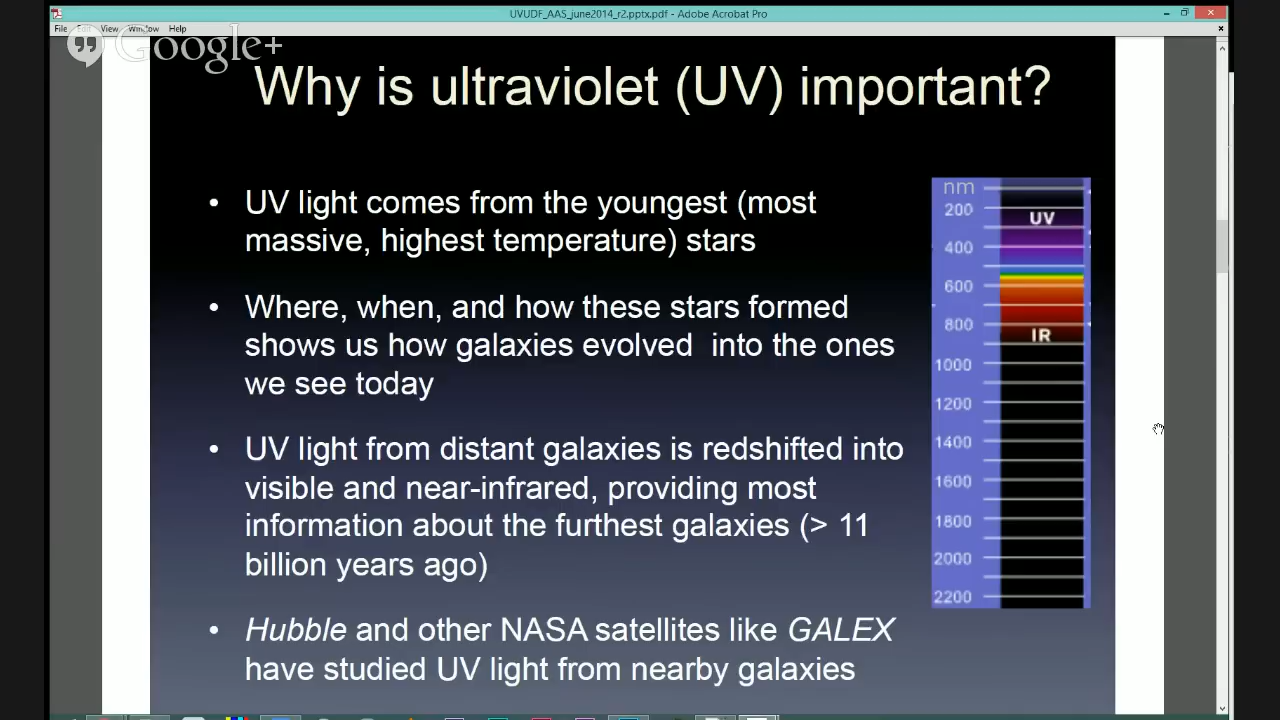 UVUDF_AAS_june2014_r2.pptx.pdf - Adobe Acrobat Pro
File Edit View Window Help
Google+
Why is ultraviolet (UV) important?
• UV light comes from the youngest (most
massive, highest temperature) stars
• Where, when, and how these stars formed
shows us how galaxies evolved into the ones
we see today
• UV light from distant galaxies is redshifted into
visible and near-infrared, providing most
information about the furthest galaxies (> 11
billion years ago)
• Hubble and other NASA satellites like GALEX
have studied UV light from nearby galaxies
nm
200
UV
400
600
800
IR
1000
1200
1400
1600
1800
2000
2200